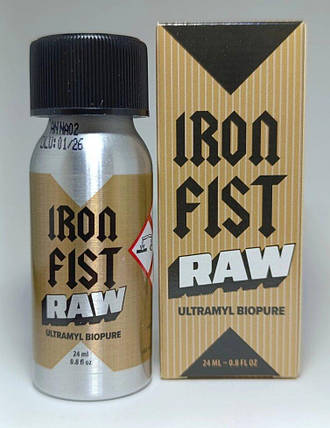 IRON
FIST
RAW
ULTRAMYL BIOPURE
24 ml
0.8 fl oz
IRON
FIST
RAW
ULTRAMYL BIOPURE
24 ML – 0.8 FL OZ